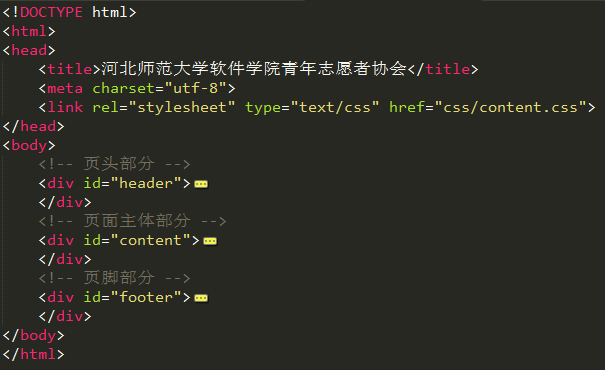 <!DOCTYPE html>
<html>
<head>
    <title>河北师范大学软件学院青年志愿者协会</title>
    <meta charset="utf-8">
    <link rel="stylesheet" type="text/css" href="css/content.css">
</head>
<body>
    <!-- 页头部分 -->
    <div id="header">
    </div>
    <!-- 页面主体部分 -->
    <div id="content">
    </div>
    <!-- 页脚部分 -->
    <div id="footer">
    </div>
</body>
</html>